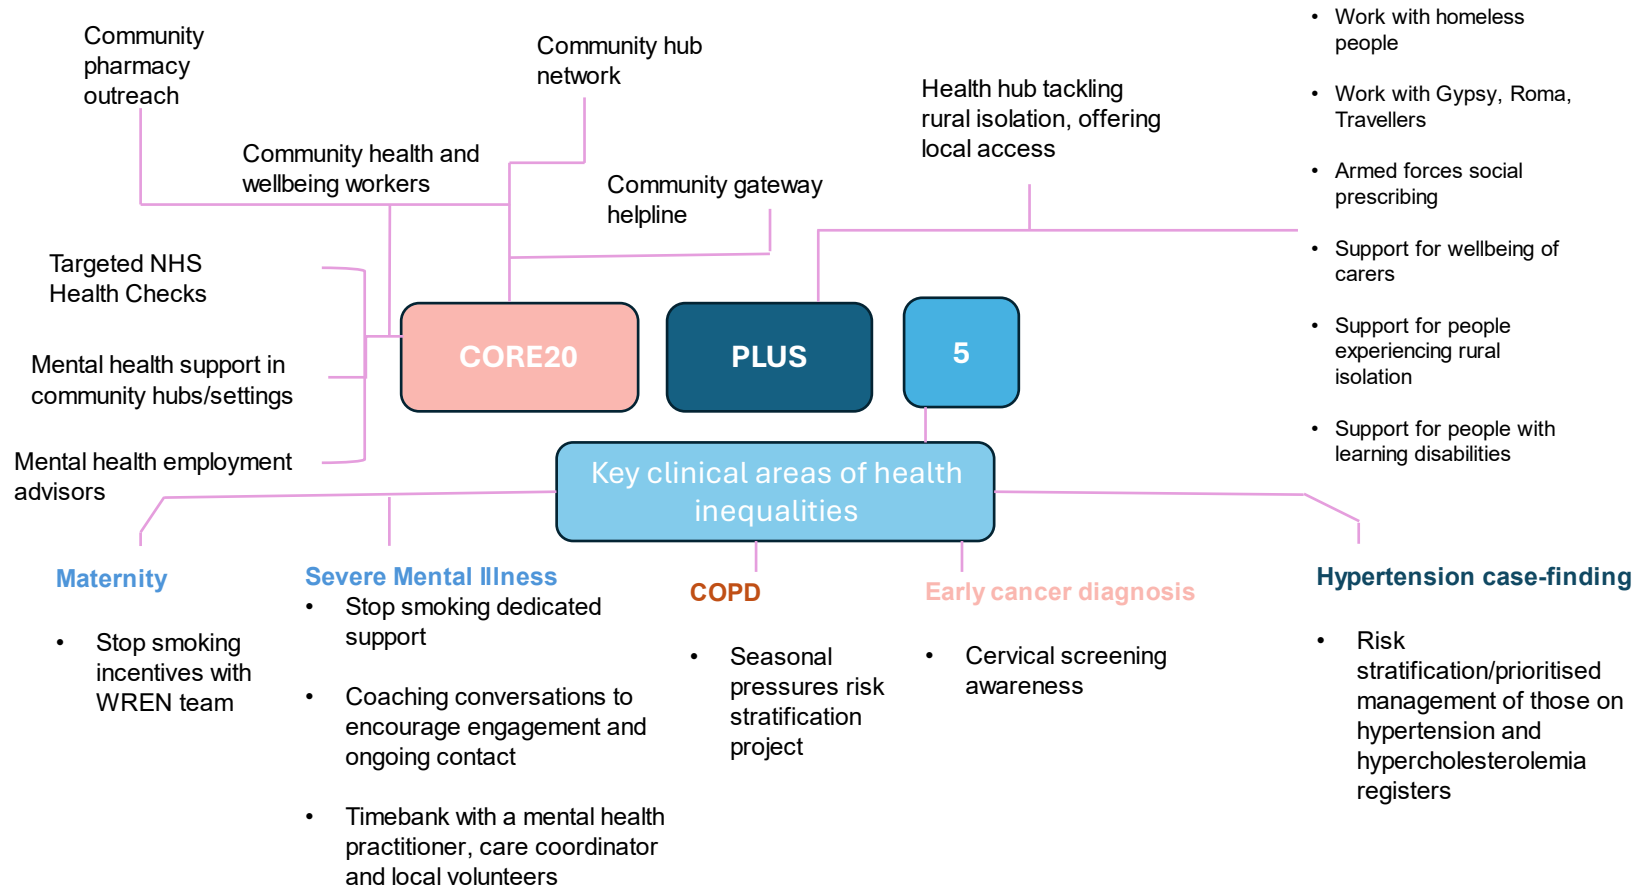 Community
pharmacy
outreach
Community hub
network
Community health and
wellbeing workers
Community gateway
helpline
Health hub tackling
rural isolation, offering
local access
• Work with homeless
people
• Work with Gypsy, Roma,
Travellers
• Armed forces social
prescribing
• Support for wellbeing of
carers
• Support for people
experiencing rural
isolation
• Support for people with
learning disabilities
Targeted NHS
Health Checks
Mental health support in
community hubs/settings
Mental health employment
advisors
CORE20
PLUS
5
Key clinical areas of health
inequalities
Maternity
• Stop smoking
incentives with
WREN team
Severe Mental Illness
• Stop smoking dedicated
support
• Coaching conversations to
encourage engagement and
ongoing contact
• Timebank with a mental health
practitioner, care coordinator
and local volunteers
COPD
• Seasonal
pressures risk
stratification
project
Early cancer diagnosis
• Cervical screening
awareness
Hypertension case-finding
• Risk
stratification/prioritised
management of those on
hypertension and
hypercholesterolemia
registers